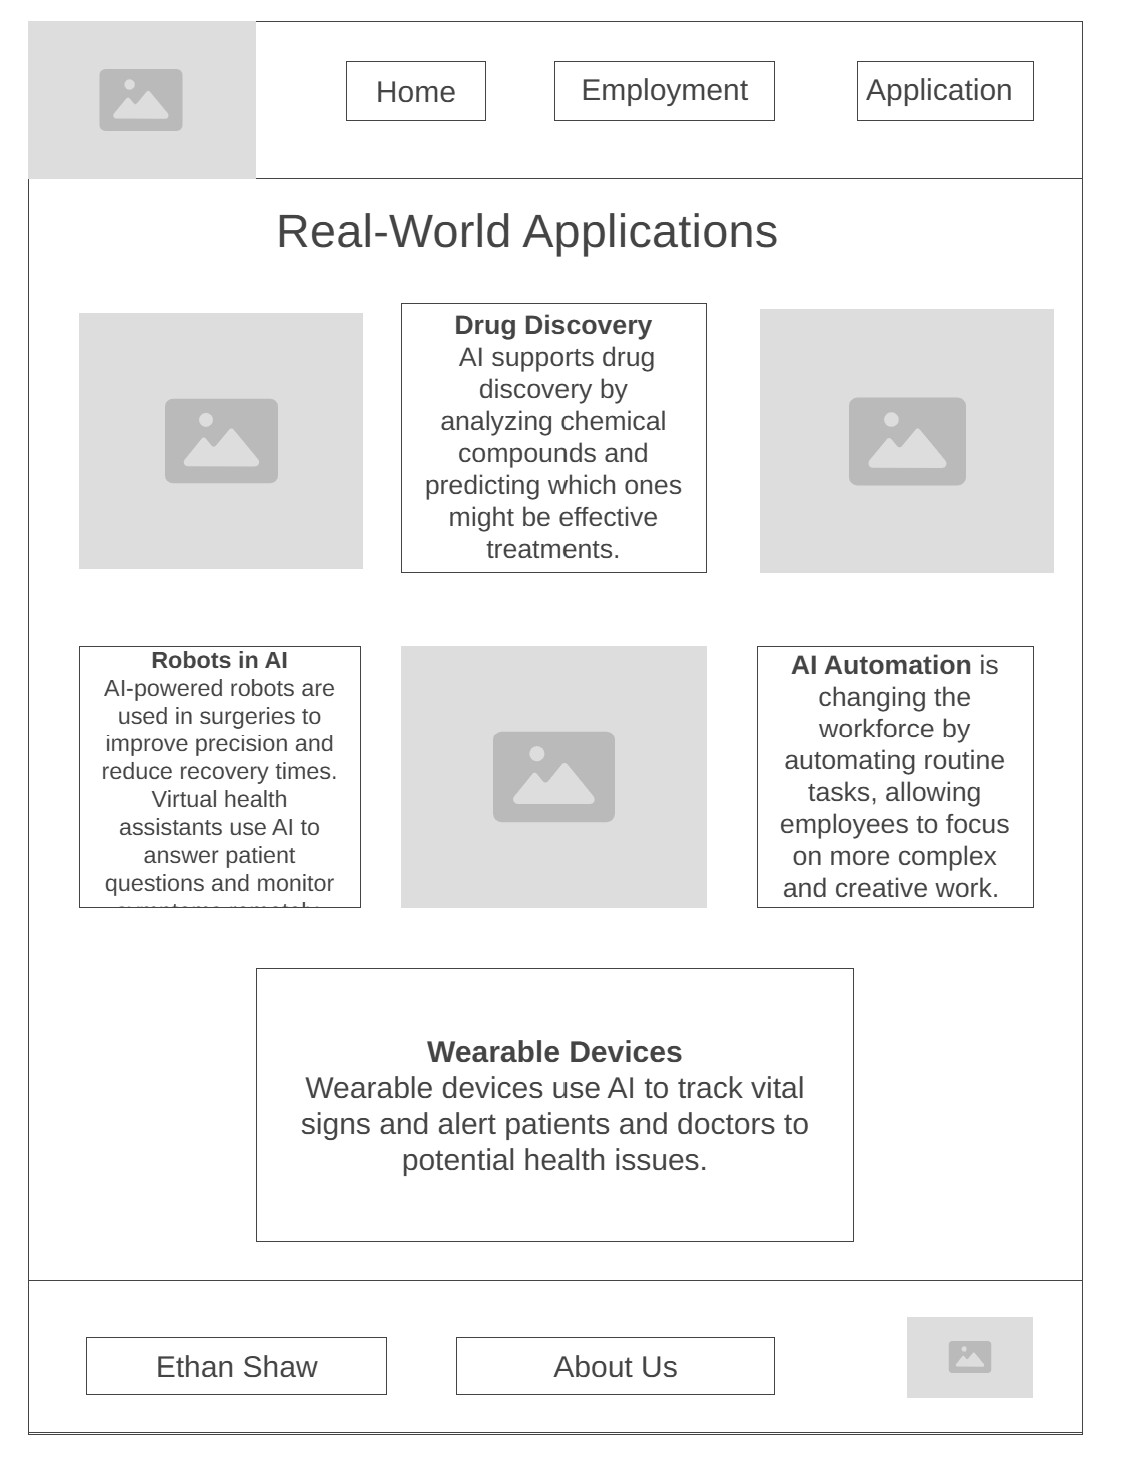 Home
Employment
Application
Real-World Applications
Drug Discovery
AI supports drug
discovery by
analyzing chemical
compounds and
predicting which ones
might be effective
treatments.
Robots in AI
AI-powered robots are
used in surgeries to
improve precision and
reduce recovery times.
Virtual health
assistants use AI to
answer patient
questions and monitor
AI Automation is
changing the
workforce by
automating routine
tasks, allowing
employees to focus
on more complex
and creative work.
Wearable Devices
Wearable devices use AI to track vital
signs and alert patients and doctors to
potential health issues.
Ethan Shaw
About Us